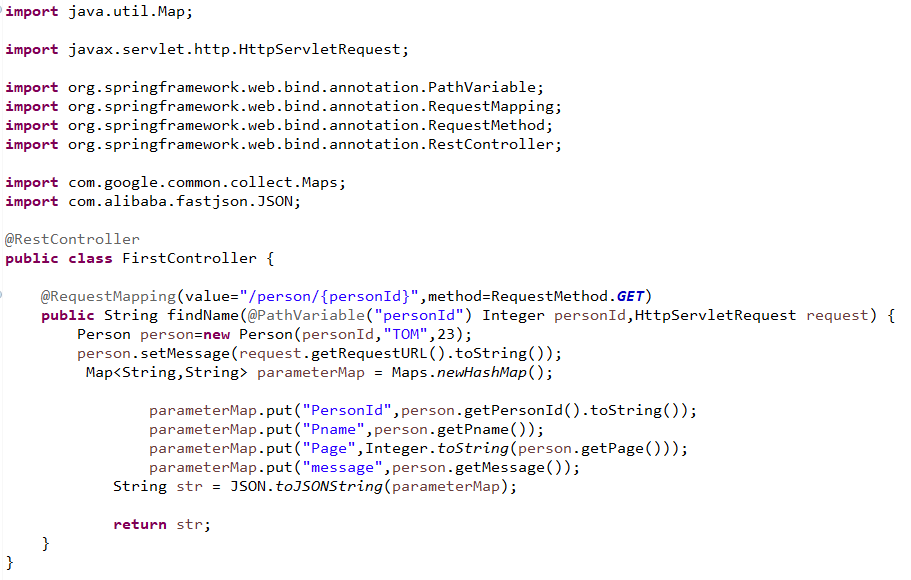 import java.util.Map;
import javax.servlet.http.HttpServletRequest;
import org.springframework.web.bind.annotation.PathVariable;
import org.springframework.web.bind.annotation.RequestMapping;
import org.springframework.web.bind.annotation.RequestMethod;
import org.springframework.web.bind.annotation.RestController;
import com.google.common.collect.Maps;
import com.alibaba.fastjson.JSON;
@RestController
public class FirstController {
@RequestMapping(value="/person/{personId}",method=RequestMethod.GET)
public String findName(@PathVariable("personId") Integer personId,HttpServletRequest request) {
Person person=new Person(personId,"TOM",23);
person.setMessage(request.getRequestURL().toString());
Map<String,String> parameterMap = Maps.newHashMap();
parameterMap.put("PersonId",person.getPersonId().toString());
parameterMap.put("Pname",person.getPname());
parameterMap.put("Page",Integer.toString(person.getPage()));
parameterMap.put("message",person.getMessage());
String str = JSON.toJSONString(parameterMap);
return str;
}
}